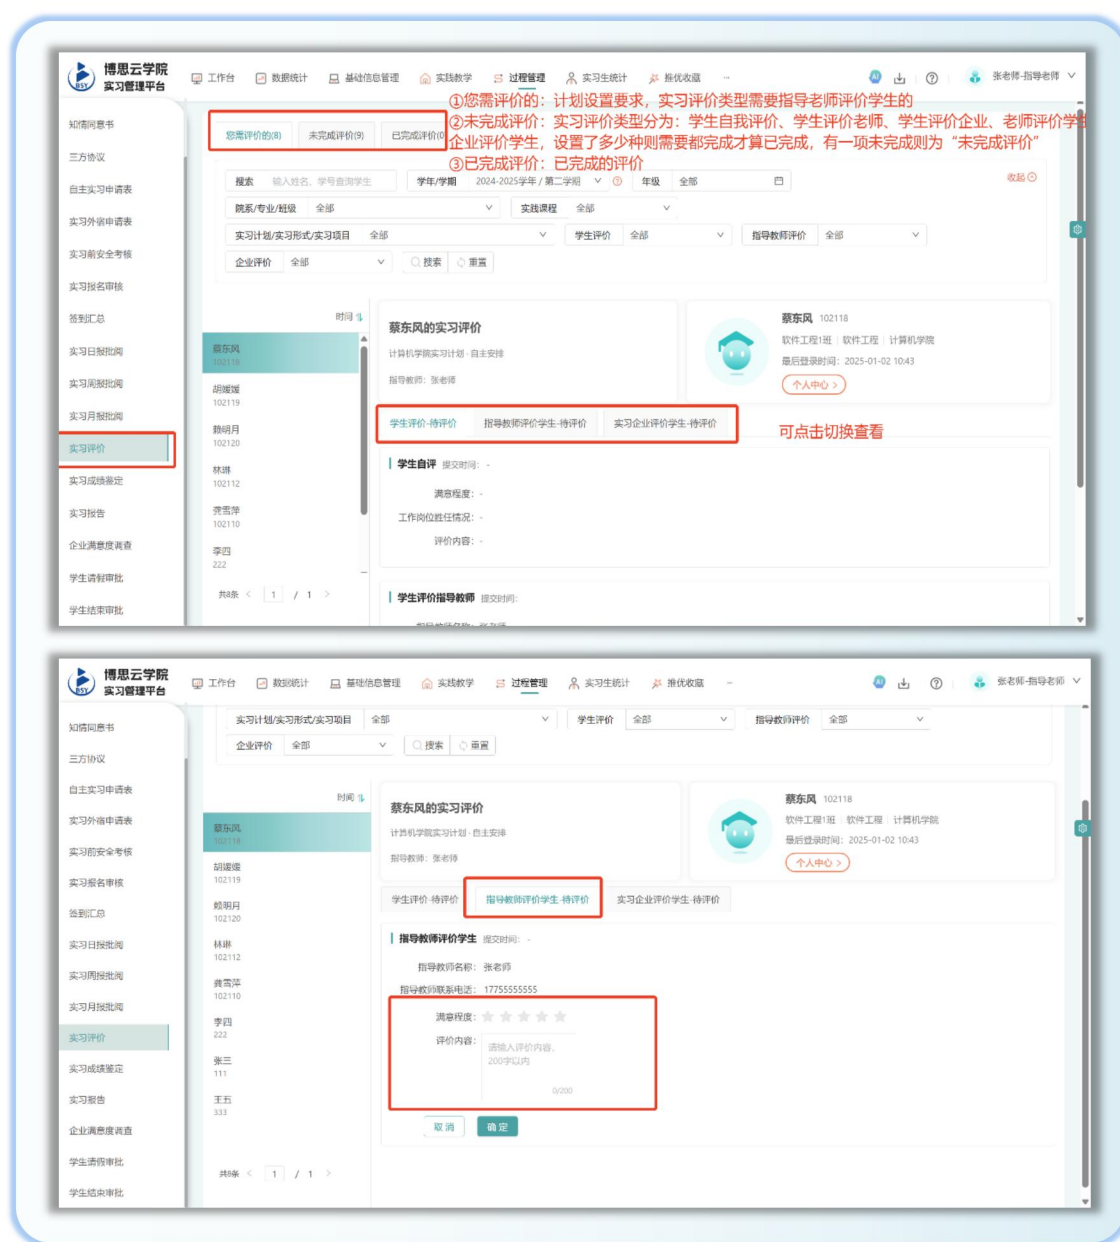 博思云学院
实习管理平台
BSY
工作台 数据统计 基础信息管理 实践教学 过程管理 实习生统计 推优收蔵 ···
AI
张老师-指导老师
①您需评价的：计划设置要求，实习评价类型需要指导老师评价学生的
②未完成评价：实习评价类型分为：学生自我评价、学生评价老师、学生评价企业、老师评价学生
企业评价学生，设置了多少种则需要都完成才算已完成，有一项未完成则为“未完成评价”
③已完成评价：已完成的评价
您需评价的(8) 未完成评价(9) 已完成评价(0
搜索 输入姓名、学号查询学生 学年/学期 2024-2025学年 / 第二学期 年级 全部 收起
院系/专业/班级 全部 实践课程 全部
实习计划/实习形式/实习项目 全部 学生评价 全部 指导教师评价 全部
企业评价 全部 搜索 重置
知情同意书
三方协议
自主实习申请表
实习外宿申请表
实习前安全考核
实习报名审核
签到汇总
实习日报批阅
实习周报批阅
实习月报批阅
实习评价
实习成绩鉴定
实习报告
企业满意度调查
学生请假审批
学生结束审批
时间
蔡东风
102118
胡媛媛
102119
赖明月
102120
林琳
102112
龚雪萍
102110
李四
222
共8条 < 1 / 1 >
蔡东风的实习评价
计算机学院实习计划 - 自主安排
指导教师：张老师
蔡东风 102118
软件工程1班 | 软件工程 | 计算机学院
最后登录时间：2025-01-02 10:43
个人中心 >
学生评价-待评价 指导教师评价学生-待评价 实习企业评价学生-待评价
可点击切换查看
学生自评 提交时间： -
满意程度： -
工作岗位胜任情况： -
评价内容： -
学生评价指导教师 提交时间:
指导教师名称: 张老师
博思云学院
实习管理平台
BSY
工作台 数据统计 基础信息管理 实践教学 过程管理 实习生统计 推优收蔵 ···
AI
张老师-指导老师
实习计划/实习形式/实习项目 全部 学生评价 全部 指导教师评价 全部
企业评价 全部 搜索 重置
知情同意书
三方协议
自主实习申请表
实习外宿申请表
实习前安全考核
实习报名审核
签到汇总
实习日报批阅
实习周报批阅
实习月报批阅
实习评价
实习成绩鉴定
实习报告
企业满意度调查
学生请假审批
学生结束审批
时间
蔡东风
102118
胡媛媛
102119
赖明月
102120
林琳
102112
龚雪萍
102110
李四
222
张三
111
王五
333
共8条 < 1 / 1 >
蔡东风的实习评价
计算机学院实习计划 - 自主安排
指导教师：张老师
蔡东风 102118
软件工程1班 | 软件工程 | 计算机学院
最后登录时间：2025-01-02 10:43
个人中心 >
学生评价-待评价 指导教师评价学生-待评价 实习企业评价学生-待评价
指导教师评价学生 提交时间： -
指导教师名称： 张老师
指导教师联系电话： 17755555555
满意程度：
评价内容： 请输入评价内容，
200字以内
0/200
取 消 确 定